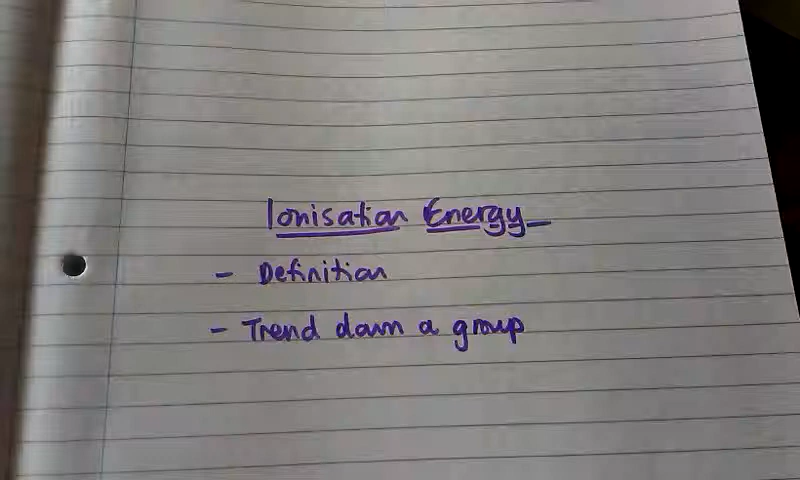 Ionisation Energy
- Definition
- Trend down a group